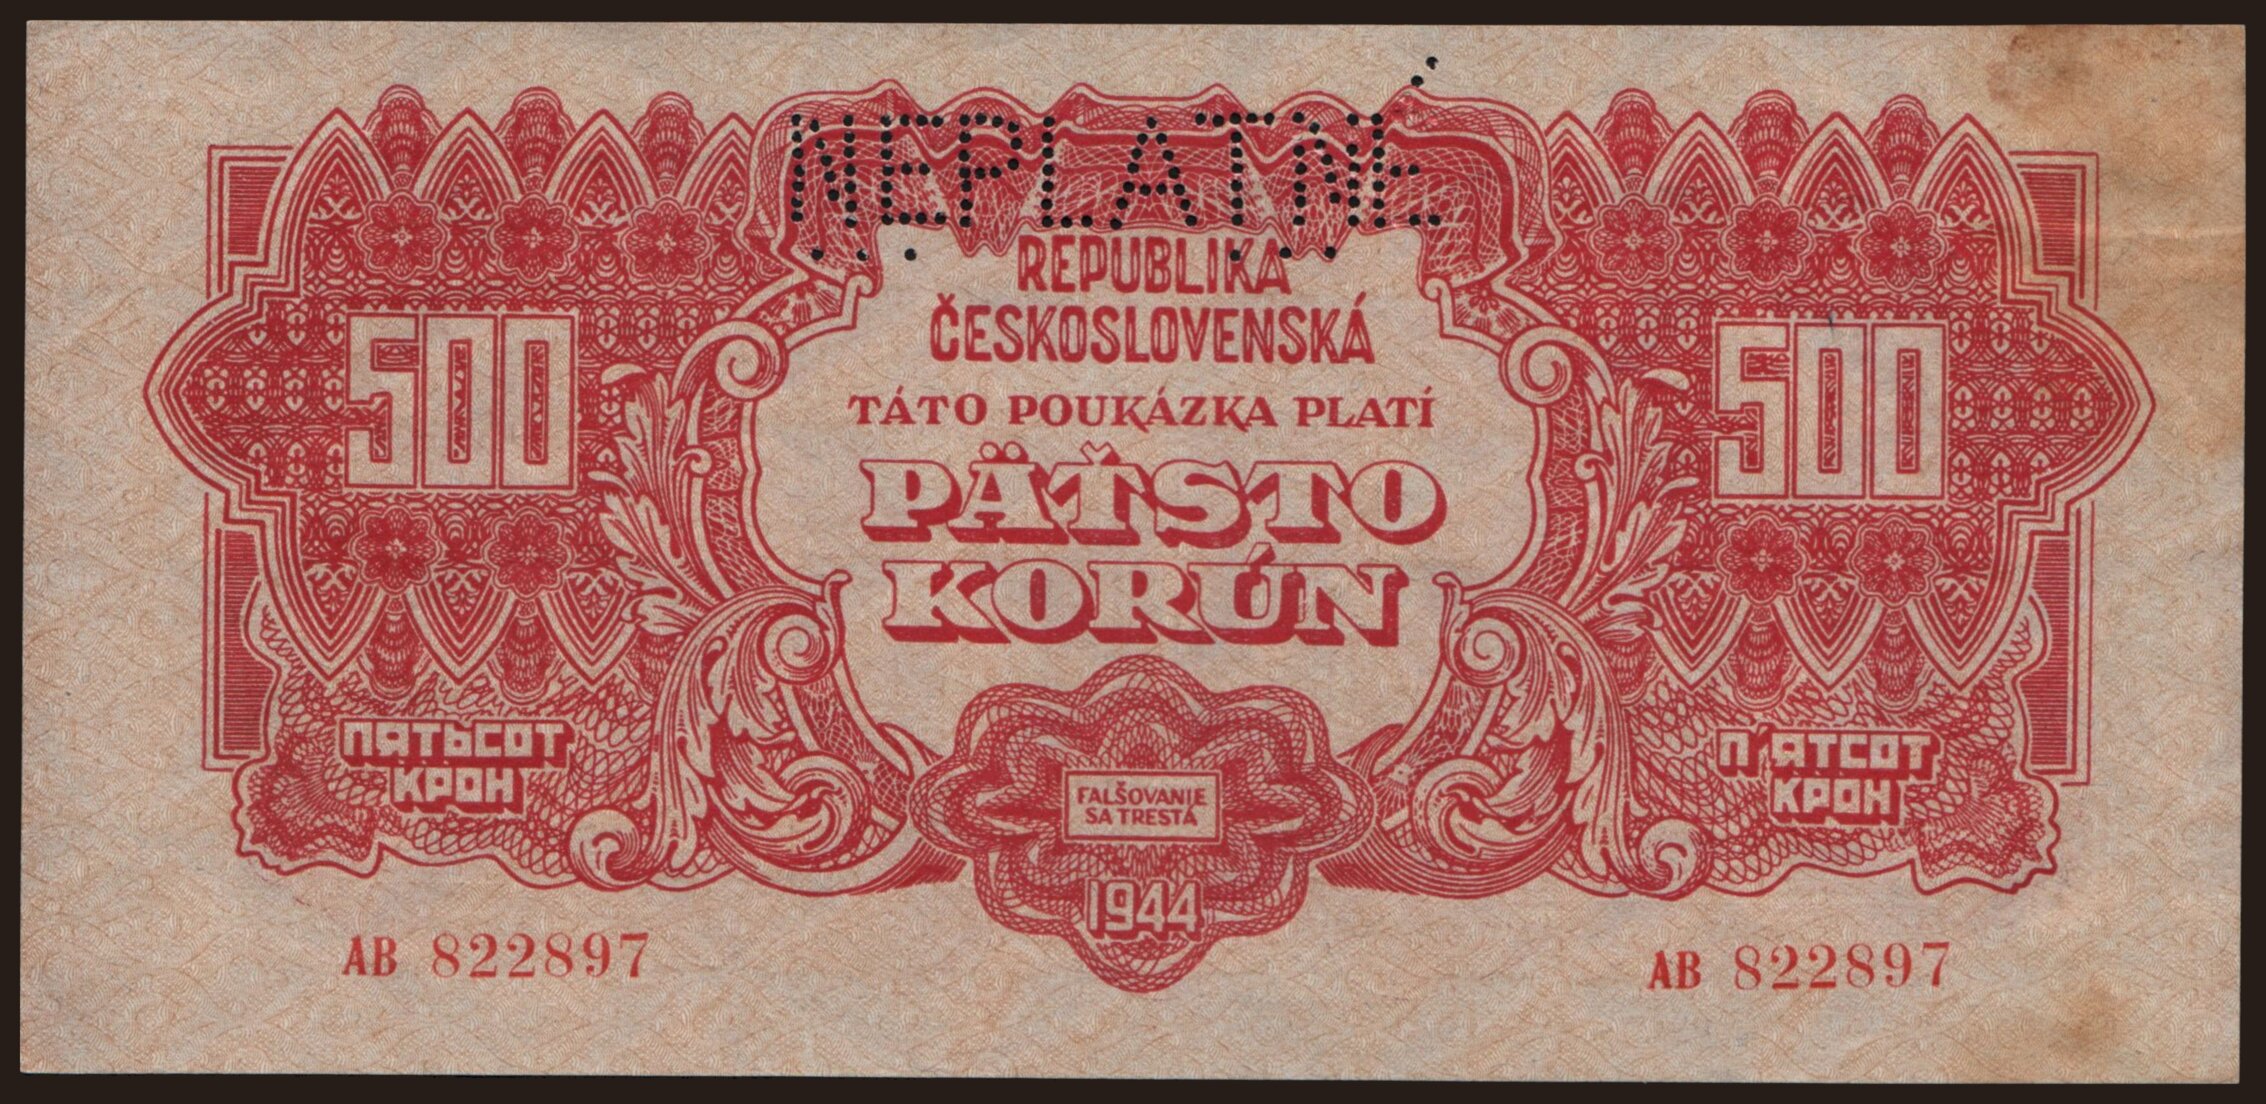 NEPLATNÉ
REPUBLIKA
ČESKOSLOVENSKÁ
TÁTO POUKÁZKA PLATÍ
PÄŤSTO
KORÚN
500
500
ПЯТЬСОТ
КРОН
П'ЯТСОТ
КРОН
FALŠOVANIE
SA TRESTÁ
1944
AB 822897
AB 822897